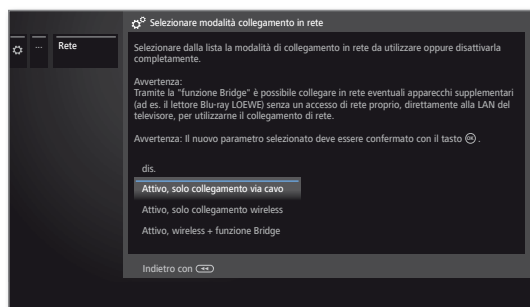 Selezionare modalità collegamento in rete
...
Rete
Selezionare dalla lista la modalità di collegamento in rete da utilizzare oppure disattivarla
completamente.
Avvertenza:
Tramite la "funzione Bridge" è possibile collegare in rete eventuali apparecchi supplementari
(ad es. il lettore Blu-ray LOEWE) senza un accesso di rete proprio, direttamente alla LAN del
televisore, per utilizzarne il collegamento di rete.
Avvertenza: Il nuovo parametro selezionato deve essere confermato con il tasto OK .
dis.
Attivo, solo collegamento via cavo
Attivo, solo collegamento wireless
Attivo, wireless + funzione Bridge
Indietro con